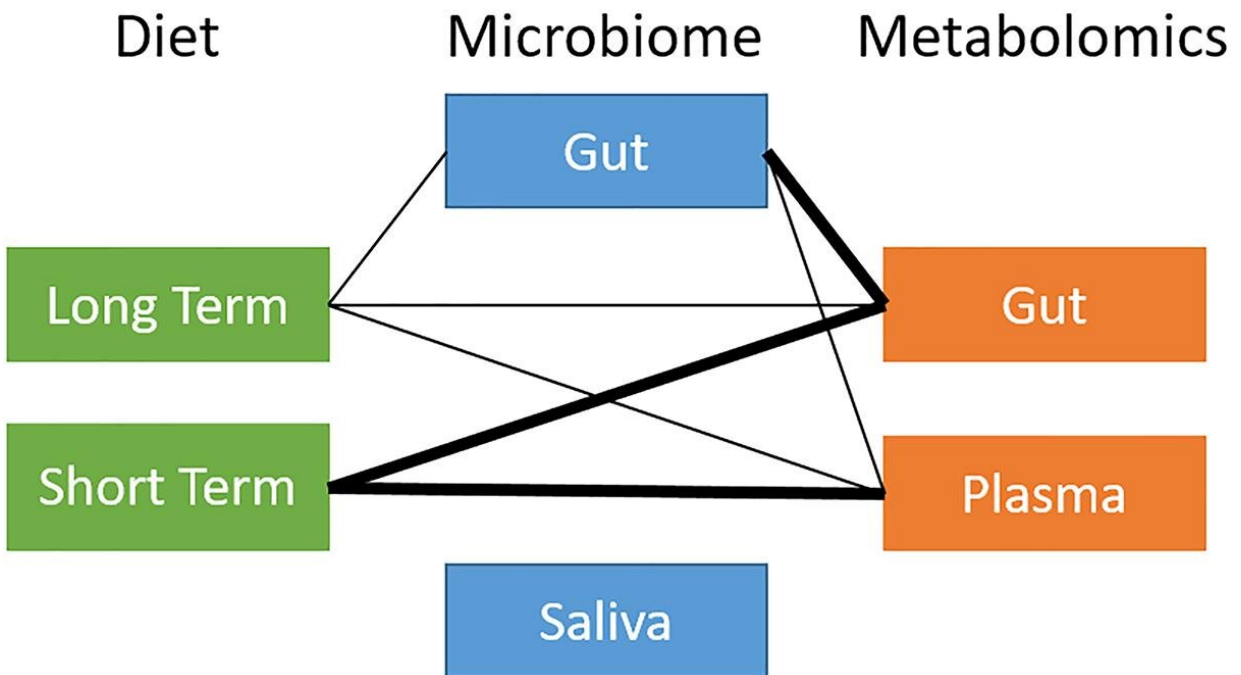 Diet Microbiome Metabolomics
Gut
Long Term
Gut
Short Term
Plasma
Saliva